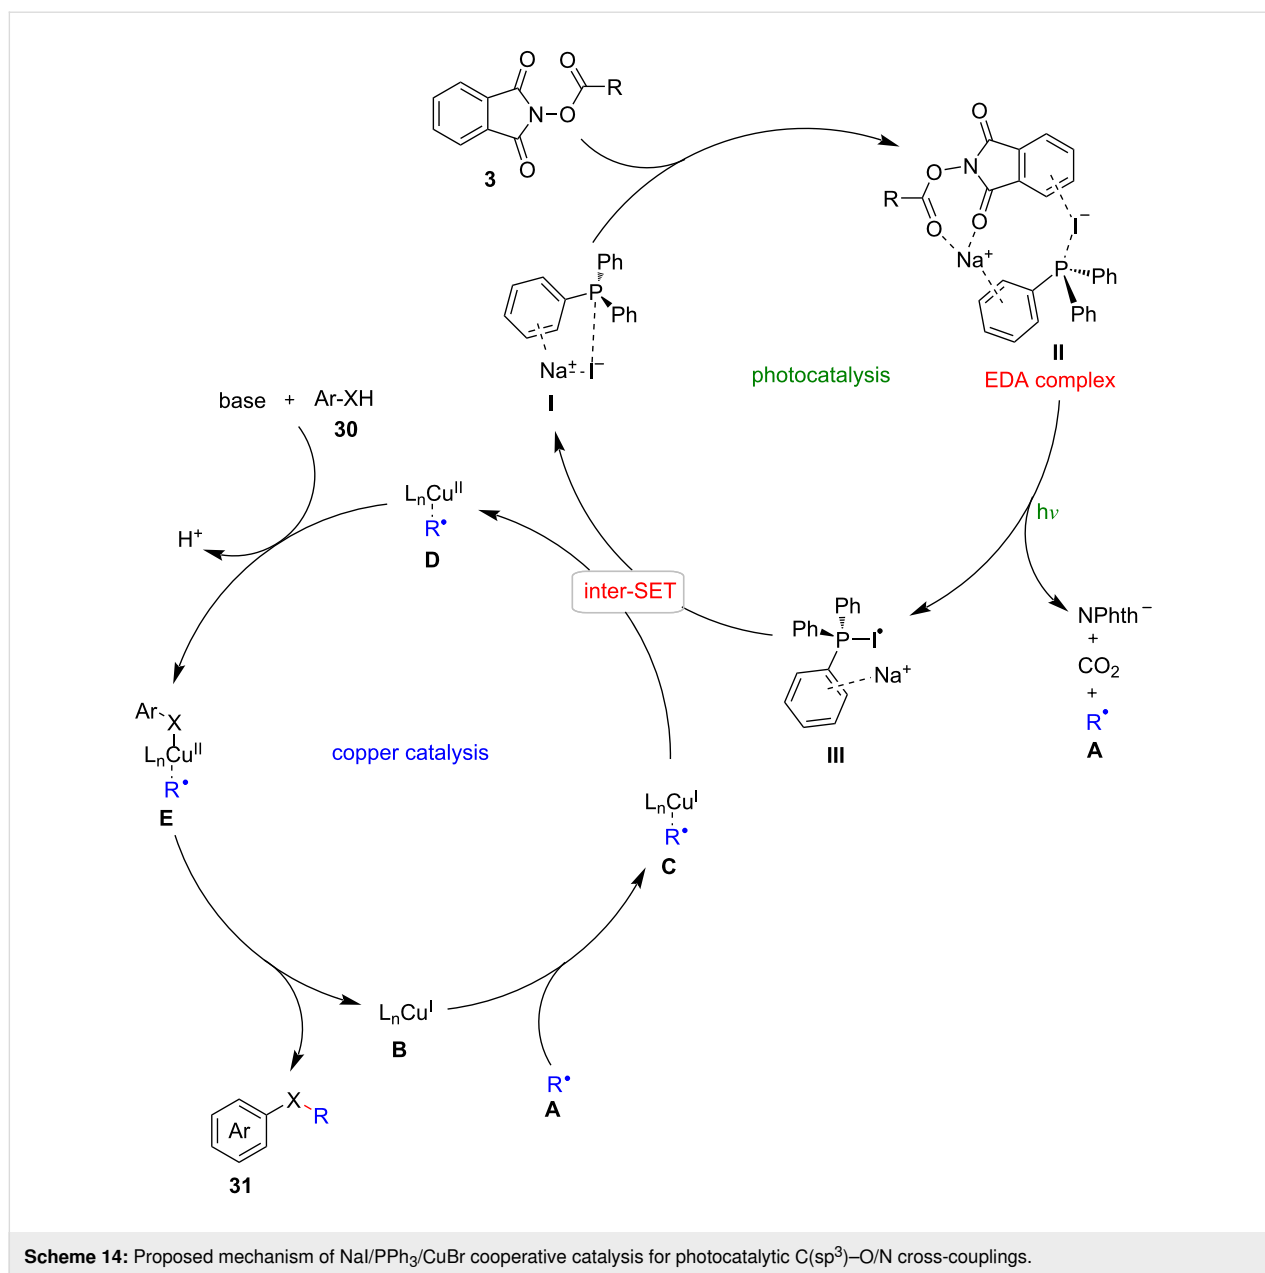 O
O
O
R
N
O
O
3
O
O
N
R
O
O
I⁻
Na⁺
P
Ph
Ph
II
EDA complex
Ph
P
Ph
Na⁺
I⁻
I
photocatalysis
base + Ar-XH
30
LₙCuᴵᴵ
R•
D
H⁺
hν
inter-SET
NPhth⁻
+
CO₂
+
R•
A
Ph
Ph
P
I•
Na⁺
III
Ar
X
LₙCuᴵᴵ
R•
E
copper catalysis
LₙCuᴵ
R•
C
LₙCuᴵ
B
R•
A
X
R
Ar
31
Scheme 14: Proposed mechanism of NaI/PPh₃/CuBr cooperative catalysis for photocatalytic C(sp³)–O/N cross-couplings.